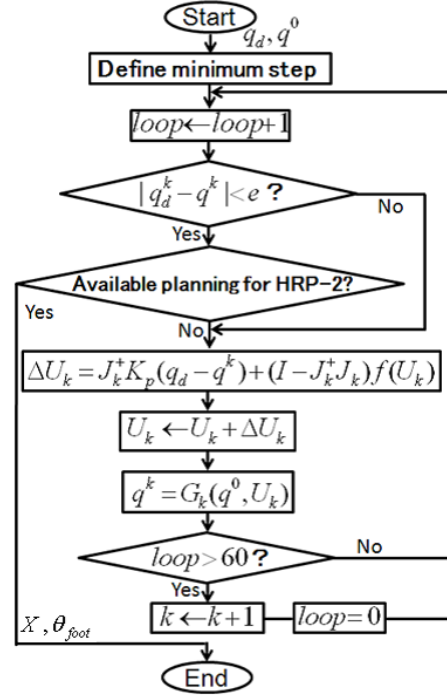 Start
q_d, q^0
Define minimum step
loop←loop+1
|q_d^k−q^k|<e ?
No
Yes
Available planning for HRP-2?
Yes
No
ΔU_k=J_k^+K_p(q_d−q^k)+(I−J_k^+J_k)f(U_k)
U_k←U_k+ΔU_k
q^k=G_k(q^0,U_k)
loop>60?
No
Yes
k←k+1
loop=0
X,θ_foot
End